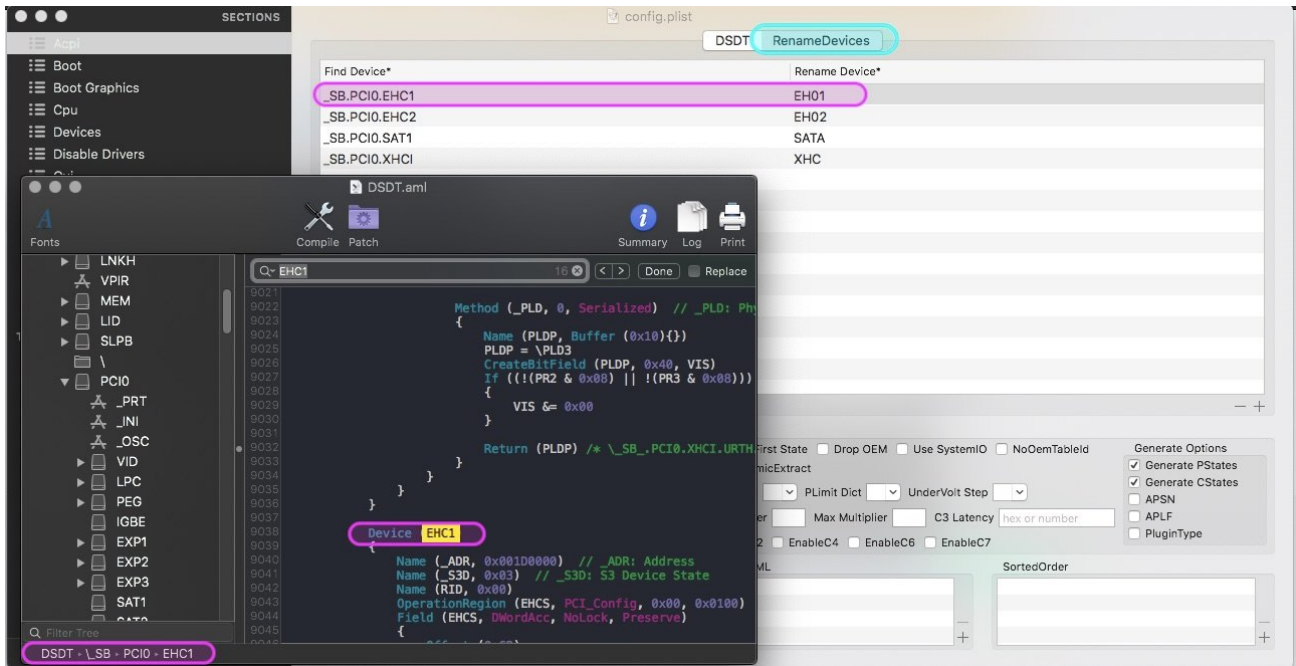 SECTIONS
config.plist
Acpi
Boot
Boot Graphics
Cpu
Devices
Disable Drivers
DSDT
RenameDevices
Find Device*
Rename Device*
_SB.PCI0.EHC1
EH01
_SB.PCI0.EHC2
EH02
_SB.PCI0.SAT1
SATA
_SB.PCI0.XHCI
XHC
DSDT.aml
Fonts
Compile
Patch
Summary
Log
Print
LNKH
VPIR
MEM
LID
SLPB
\
PCI0
_PRT
_INI
_OSC
VID
LPC
PEG
IGBE
EXP1
EXP2
EXP3
SAT1
Filter Tree
DSDT
\_SB
PCI0
EHC1
EHC1
16
< >
Done
Replace
9021
9022 Method (_PLD, 0, Serialized) // _PLD:
9023 {
9024 Name (PLDP, Buffer (0x10){})
9025 PLDP = \PLD3
9026 CreateBitField (PLDP, 0x40, VIS)
9027 If ((!(PR2 & 0x08) || !(PR3 & 0x08)))
9028 {
9029 VIS &= 0x00
9030 }
9031
9032 Return (PLDP) /* \_SB_.PCI0.XHCI.URTH
9033 }
9034 }
9035 }
9036 }
9037
9038 Device (EHC1
9039 {
9040 Name (_ADR, 0x001D0000) // _ADR: Address
9041 Name (_S3D, 0x03) // _S3D: S3 Device State
9042 Name (RID, 0x00)
9043 OperationRegion (EHCS, PCI_Config, 0x00, 0x0100)
9044 Field (EHCS, DWordAcc, NoLock, Preserve)
9045 {
First State
Drop OEM
Use SystemIO
NoOemTableId
PLimit Dict
UnderVolt Step
Max Multiplier
C3 Latency
hex or number
EnableC4
EnableC6
EnableC7
Generate Options
Generate PStates
Generate CStates
APSN
APLF
PluginType
SortedOrder